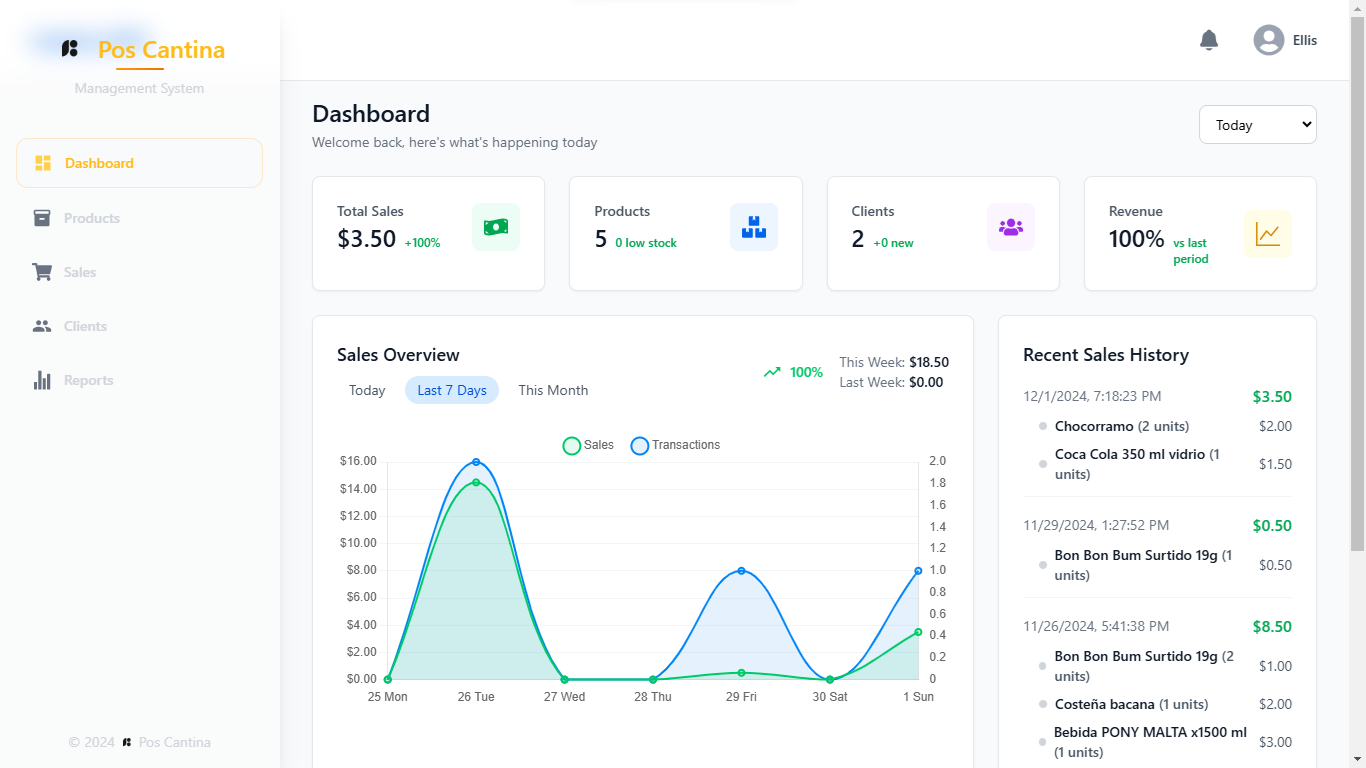 Pos Cantina
Management System
Dashboard
Products
Sales
Clients
Reports
© 2024 Pos Cantina
Ellis
Dashboard
Welcome back, here's what's happening today
Today
Total Sales
$3.50 +100%
Products
5 0 low stock
Clients
2 +0 new
Revenue
100% vs last
period
Sales Overview
Today Last 7 Days This Month
100%
This Week: $18.50
Last Week: $0.00
Sales Transactions
$16.00
$14.00
$12.00
$10.00
$8.00
$6.00
$4.00
$2.00
$0.00
2.0
1.8
1.6
1.4
1.2
1.0
0.8
0.6
0.4
0.2
0
25 Mon 26 Tue 27 Wed 28 Thu 29 Fri 30 Sat 1 Sun
Recent Sales History
12/1/2024, 7:18:23 PM $3.50
Chocorramo (2 units) $2.00
Coca Cola 350 ml vidrio (1
units) $1.50
11/29/2024, 1:27:52 PM $0.50
Bon Bon Bum Surtido 19g (1
units) $0.50
11/26/2024, 5:41:38 PM $8.50
Bon Bon Bum Surtido 19g (2
units) $1.00
Costeña bacana (1 units) $2.00
Bebida PONY MALTA x1500 ml
(1 units) $3.00